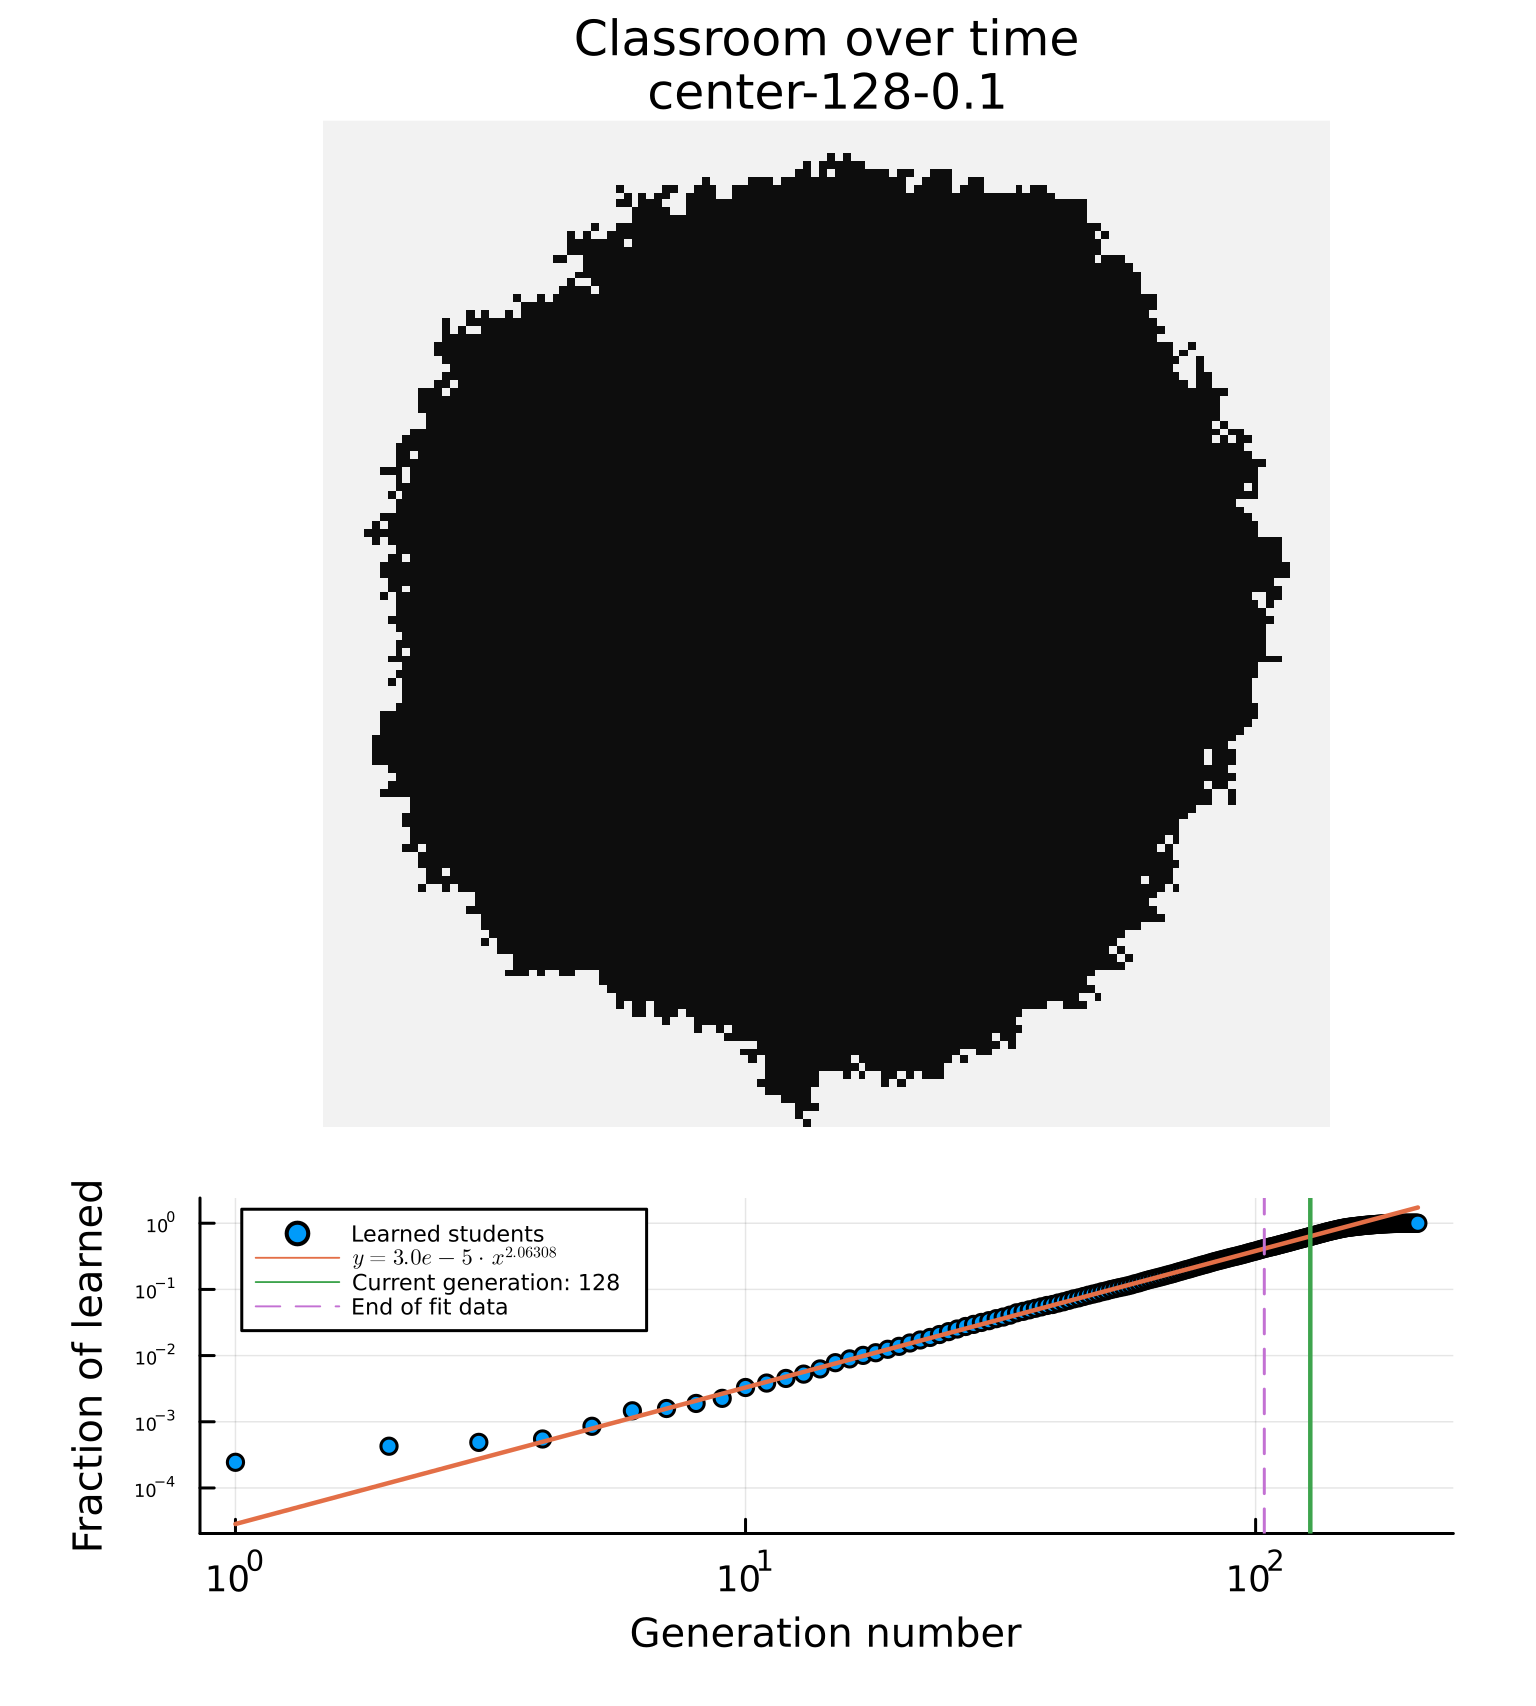 Classroom over time
center-128-0.1
Fraction of learned
10^0
10^-1
10^-2
10^-3
10^-4
Learned students
y = 3.0e − 5 · x^2.06308
Current generation: 128
End of fit data
10^0 10^1 10^2
Generation number